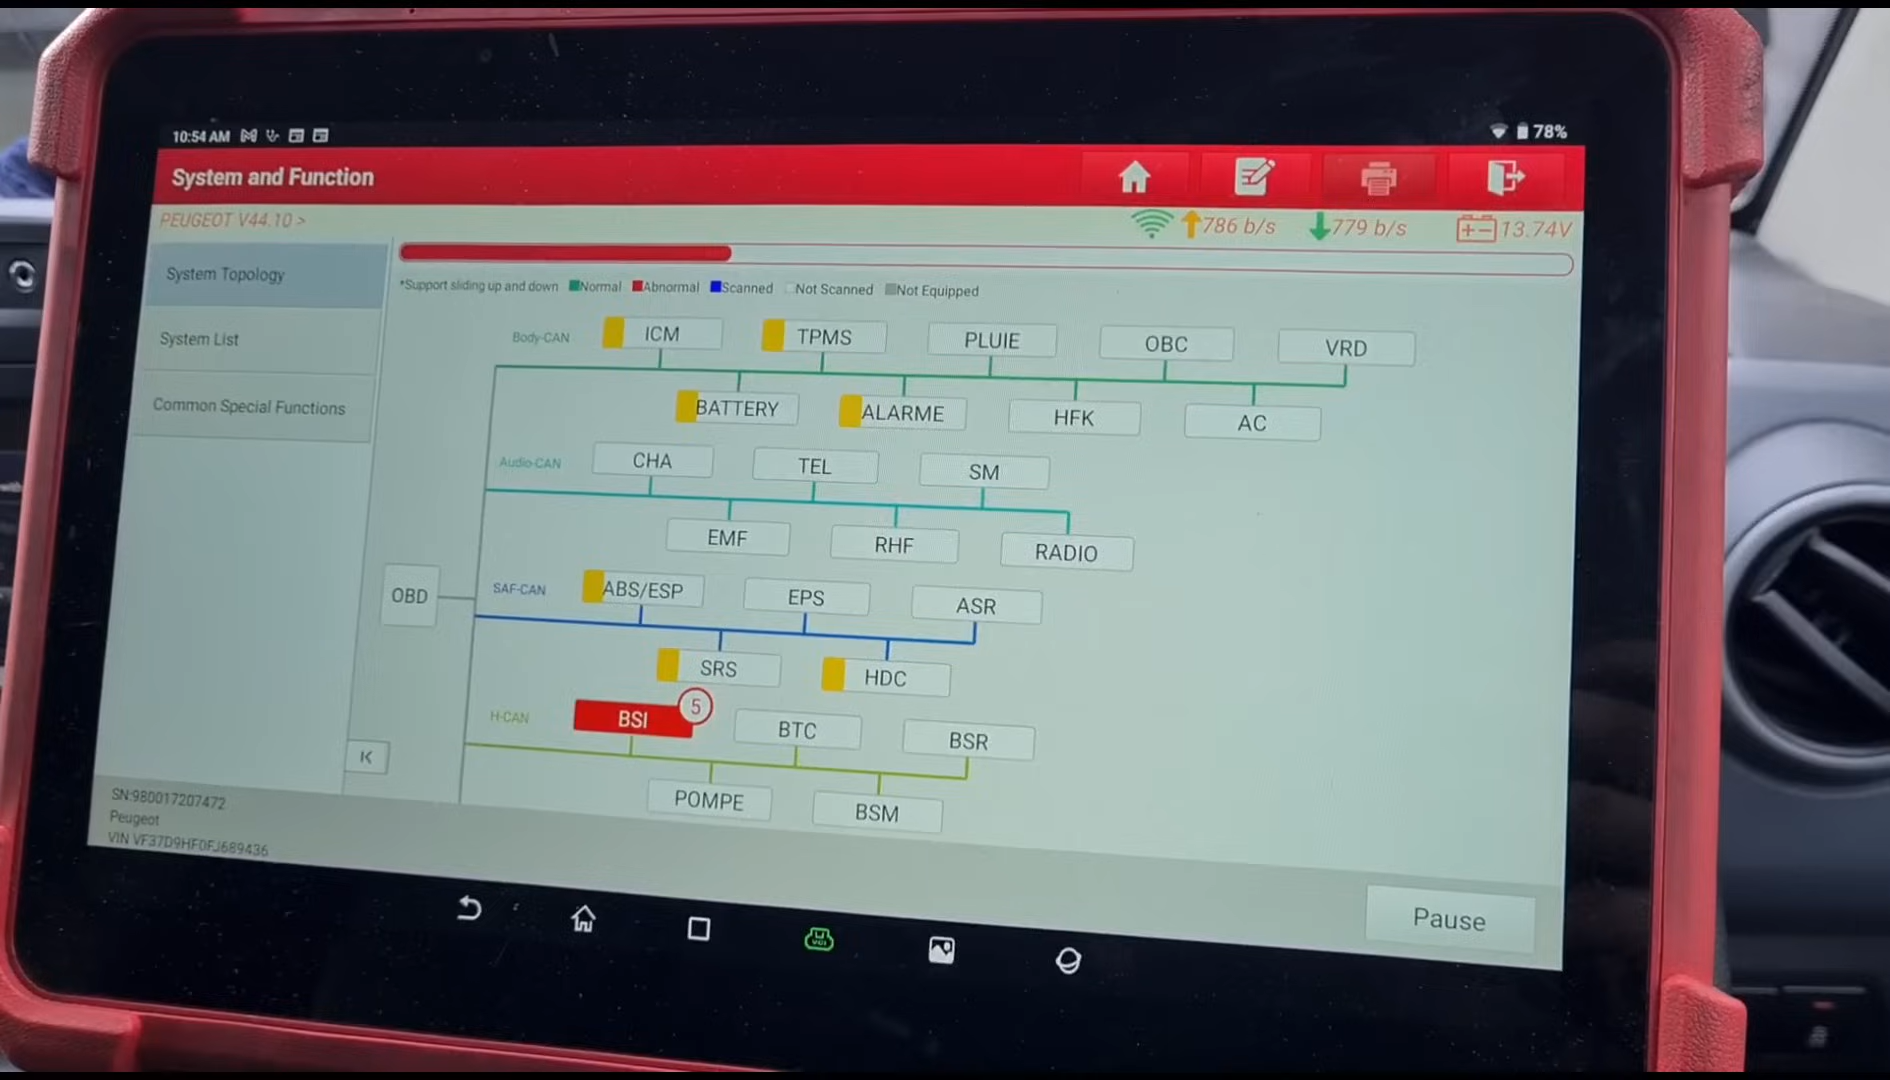 10:54 AM
78%
System and Function
PEUGEOT V44.10 >
786 b/s
779 b/s
13.74V
System Topology
System List
Common Special Functions
*Support sliding up and down Normal Abnormal Scanned Not Scanned Not Equipped
Body-CAN
ICM
TPMS
PLUIE
OBC
VRD
BATTERY
ALARME
HFK
AC
Audio-CAN
CHA
TEL
SM
EMF
RHF
RADIO
OBD
SAF-CAN
ABS/ESP
EPS
ASR
SRS
HDC
H-CAN
BSI
5
BTC
BSR
POMPE
BSM
SN:980017207472
Peugeot
VIN VF37D9HF0FJ689436
Pause
VCI